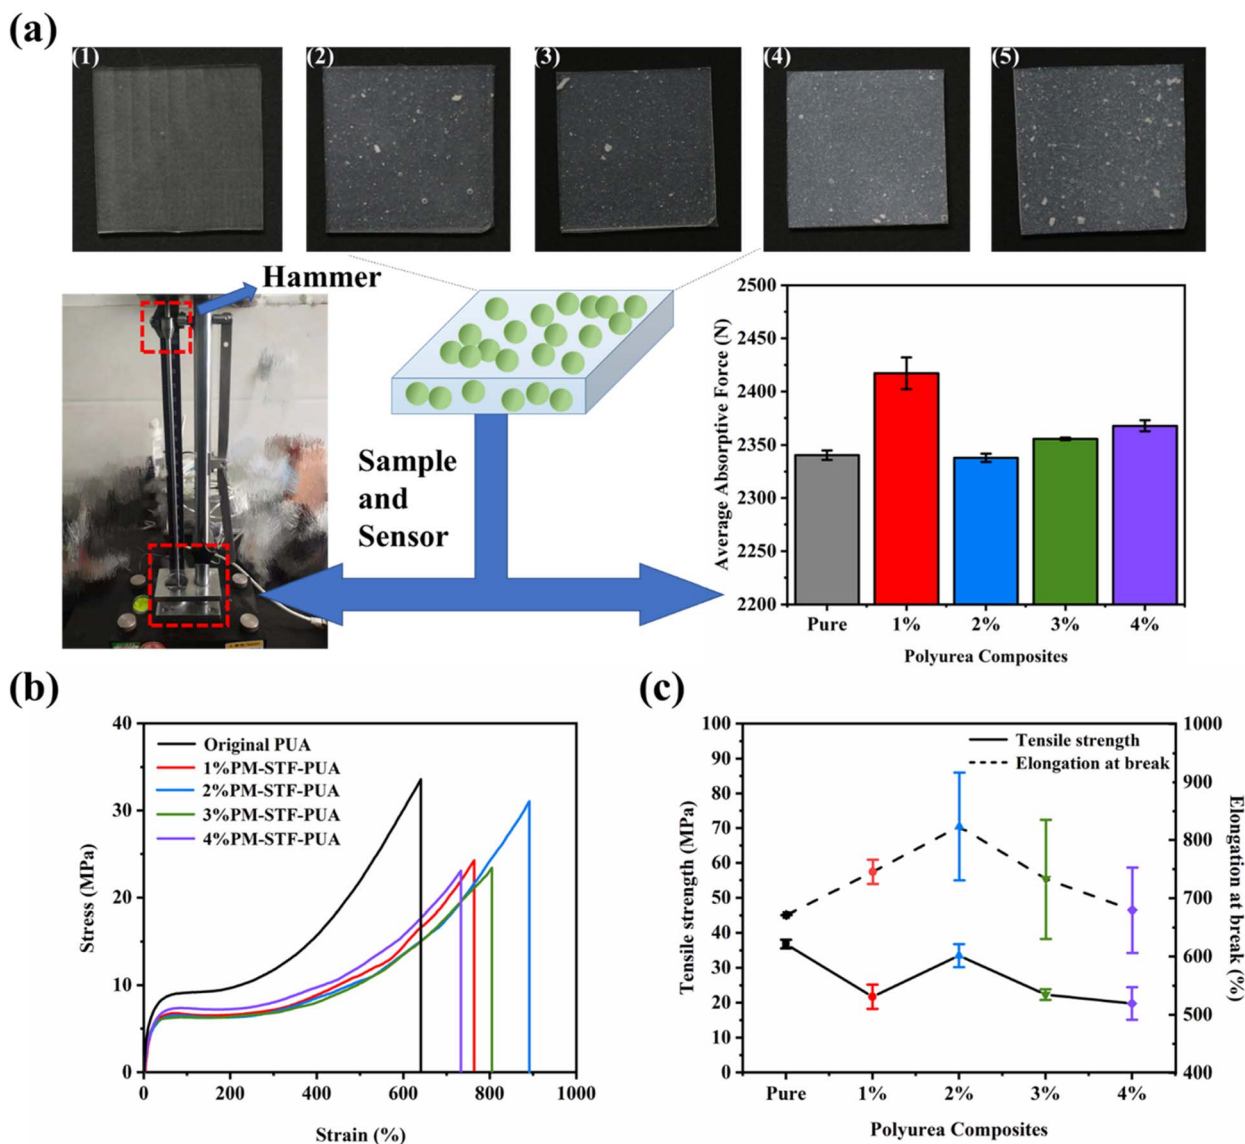 (a)
(1)
(2)
(3)
(4)
(5)
Hammer
Sample
and
Sensor
Average Absorptive Force (N)
2500
2450
2400
2350
2300
2250
2200
Pure
1%
2%
3%
4%
Polyurea Composites
(b)
Stress (MPa)
40
30
20
10
0
Original PUA
1%PM-STF-PUA
2%PM-STF-PUA
3%PM-STF-PUA
4%PM-STF-PUA
0
200
400
600
800
1000
Strain (%)
(c)
Tensile strength (MPa)
100
90
80
70
60
50
40
30
20
10
0
Tensile strength
Elongation at break
1000
900
800
700
600
500
400
Elongation at break (%)
Pure
1%
2%
3%
4%
Polyurea Composites